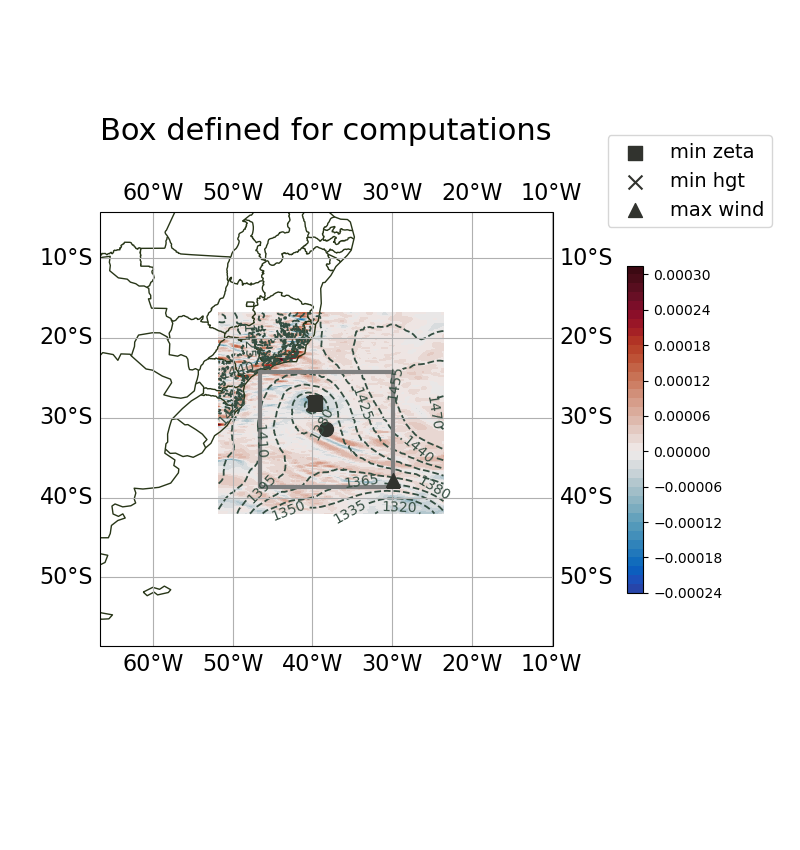 Box defined for computations
min zeta
min hgt
max wind
60°W 50°W 40°W 30°W 20°W 10°W
10°S 10°S
20°S 20°S
30°S 30°S
40°S 40°S
50°S 50°S
60°W 50°W 40°W 30°W 20°W 10°W
0.00030
0.00024
0.00018
0.00012
0.00006
0.00000
−0.00006
−0.00012
−0.00018
−0.00024
1455
1425
1410
1410
1440
1395
1365
1380
1350
1335
1320